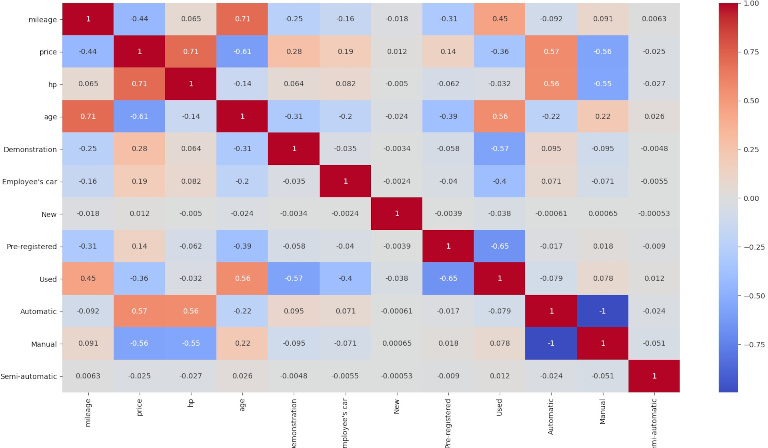 mileage 1 -0.44 0.065 0.71 -0.25 -0.16 -0.018 -0.31 0.45 -0.092 0.091 0.0063
price -0.44 1 0.71 -0.61 0.28 0.19 0.012 0.14 -0.36 0.57 -0.56 -0.025
hp 0.065 0.71 1 -0.14 0.064 0.082 -0.005 -0.062 -0.032 0.56 -0.55 -0.027
age 0.71 -0.61 -0.14 1 -0.31 -0.2 -0.024 -0.39 0.56 -0.22 0.22 0.026
Demonstration -0.25 0.28 0.064 -0.31 1 -0.035 -0.0034 -0.058 -0.57 0.095 -0.095 -0.0048
Employee's car -0.16 0.19 0.082 -0.2 -0.035 1 -0.0024 -0.04 -0.4 0.071 -0.071 -0.0055
New -0.018 0.012 -0.005 -0.024 -0.0034 -0.0024 1 -0.0039 -0.038 -0.00061 0.00065 -0.00053
Pre-registered -0.31 0.14 -0.062 -0.39 -0.058 -0.04 -0.0039 1 -0.65 -0.017 0.018 -0.009
Used 0.45 -0.36 -0.032 0.56 -0.57 -0.4 -0.038 -0.65 1 -0.079 0.078 0.012
Automatic -0.092 0.57 0.56 -0.22 0.095 0.071 -0.00061 -0.017 -0.079 1 -1 -0.024
Manual 0.091 -0.56 -0.55 0.22 -0.095 -0.071 0.00065 0.018 0.078 -1 1 -0.051
Semi-automatic 0.0063 -0.025 -0.027 0.026 -0.0048 -0.0055 -0.00053 -0.009 0.012 -0.024 -0.051 1
mileage
price
hp
age
Demonstration
Employee's car
New
Pre-registered
Used
Automatic
Manual
emi-automatic
1.00
0.75
0.50
0.25
0.00
−0.25
−0.50
−0.75